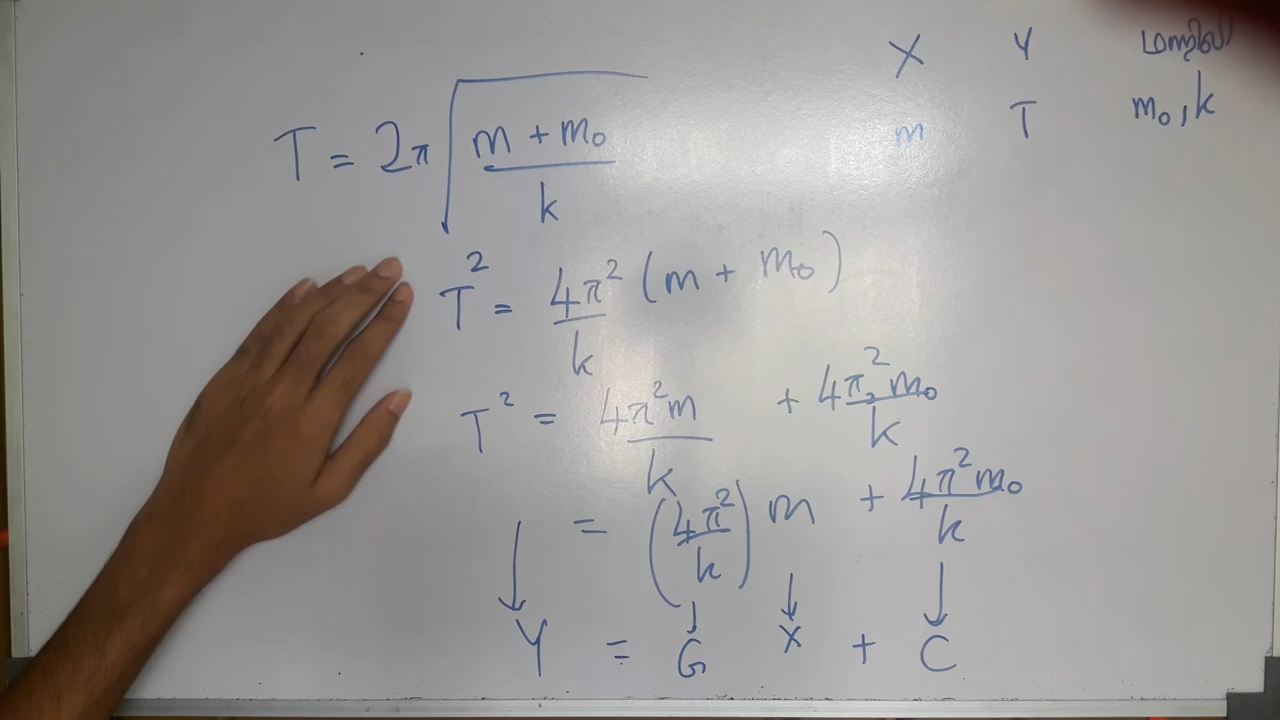 X Y மாறிலி
m T m₀, k
T = 2π √((m + m₀)/k)
T² = 4π²/k (m + m₀)
T² = 4π²m/k + 4π²m₀/k
= (4π²/k) m + 4π²m₀/k
↓ ↓ ↓ ↓
Y = G X + C